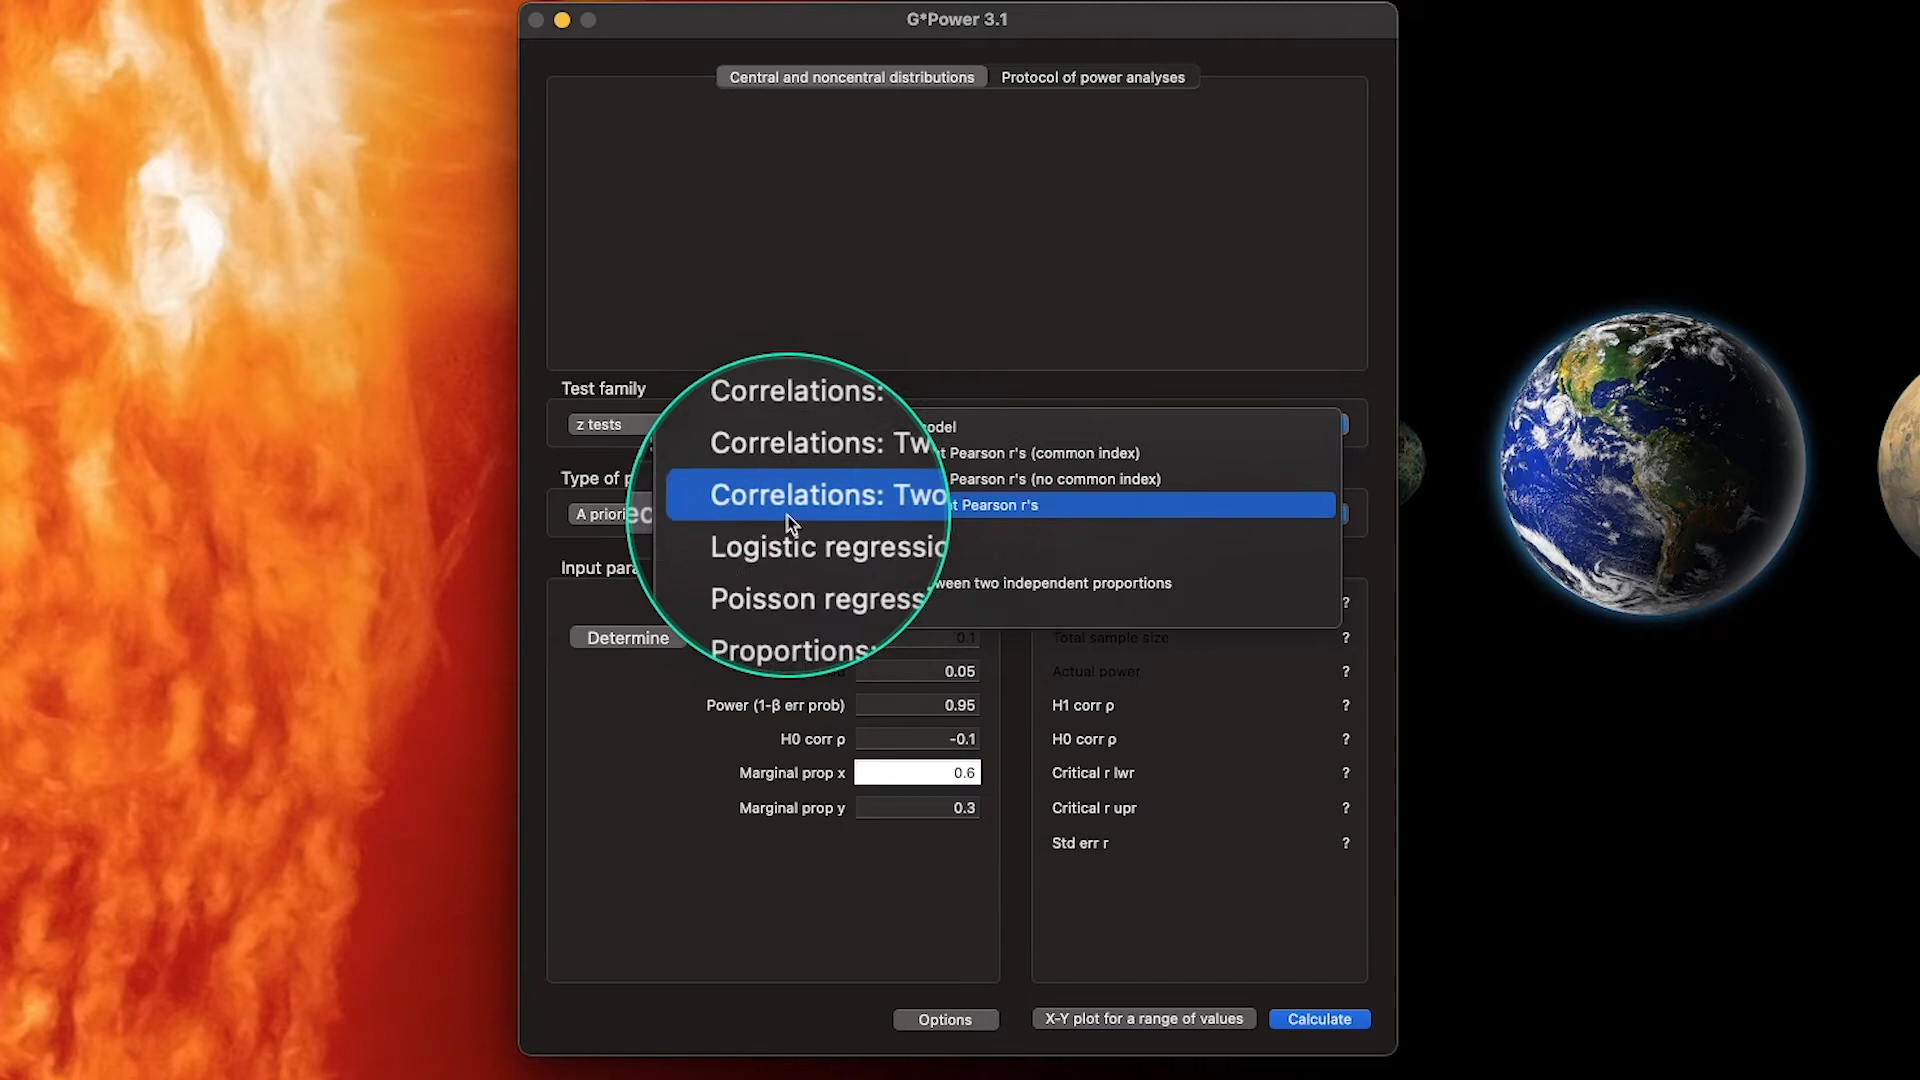 G*Power 3.1
Central and noncentral distributions
Protocol of power analyses
Test family
z tests
Type of p
A priori
Input para
Determine
Correlations:
Correlations: Tw
Correlations: Two
Logistic regressio
Poisson regress
Proportions:
odel
t Pearson r's (common index)
Pearson r's (no common index)
t Pearson r's
ween two independent proportions
0.1
0.05
Power (1-β err prob)
0.95
H0 corr ρ
-0.1
Marginal prop x
0.6
Marginal prop y
0.3
?
Total sample size
?
Actual power
?
H1 corr ρ
?
H0 corr ρ
?
Critical r lwr
?
Critical r upr
?
Std err r
?
Options
X-Y plot for a range of values
Calculate